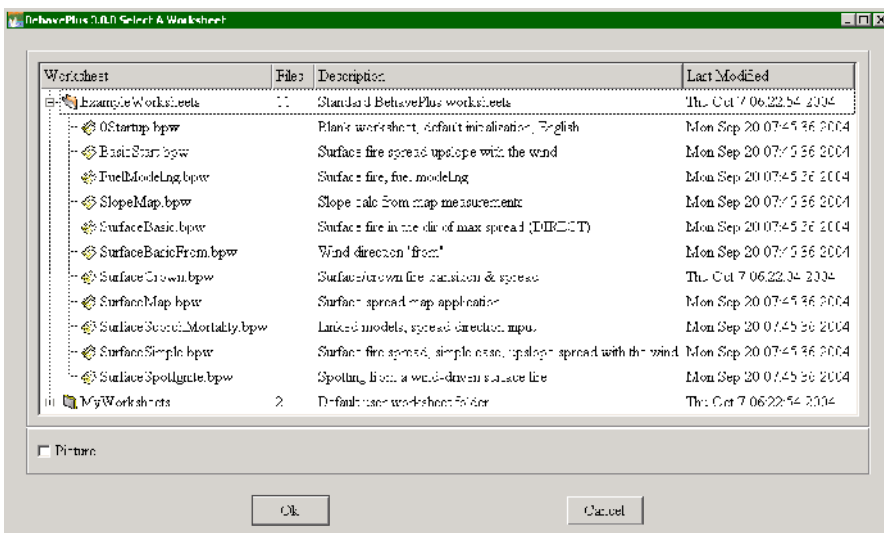 BehavePlus 3.0.0 Select A Worksheet
Worksheet Files Description Last Modified
ExampleWorksheets 11 Standard BehavePlus worksheets Thu Oct 7 06:22:54 2004
0Startup.bpw Blank worksheet, default initialization, English Mon Sep 20 07:45:36 2004
BasicStart.bpw Surface fire spread upslope with the wind Mon Sep 20 07:45:36 2004
FuelModeling.bpw Surface fire, fuel modeling Mon Sep 20 07:45:36 2004
SlopeMap.bpw Slope calc from map measurements Mon Sep 20 07:45:36 2004
SurfaceBasic.bpw Surface fire in the dir of max spread (DIRECT) Mon Sep 20 07:45:36 2004
SurfaceBasicFrom.bpw Wind direction "from" Mon Sep 20 07:45:36 2004
SurfaceCrown.bpw Surface/crown fire transition & spread Thu Oct 7 06:22:04 2004
SurfaceMap.bpw Surface spread map application Mon Sep 20 07:45:36 2004
SurfaceScorchMortality.bpw Linked models, spread direction input Mon Sep 20 07:45:36 2004
SurfaceSimple.bpw Surface fire spread, simple case, upslope spread with the wind Mon Sep 20 07:45:36 2004
SurfaceSpotIgnite.bpw Spotting from a wind-driven surface fire Mon Sep 20 07:45:36 2004
MyWorksheets 2 Default user worksheet folder Thu Oct 7 06:22:54 2004
Picture
Ok Cancel